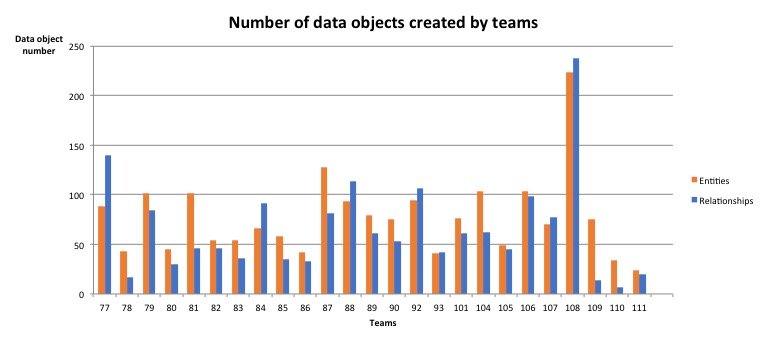 Number of data objects created by teams
Data object
number
250
200
150
100
50
0
77 78 79 80 81 82 83 84 85 86 87 88 89 90 92 93 101 104 105 106 107 108 109 110 111
Teams
Entities
Relationships